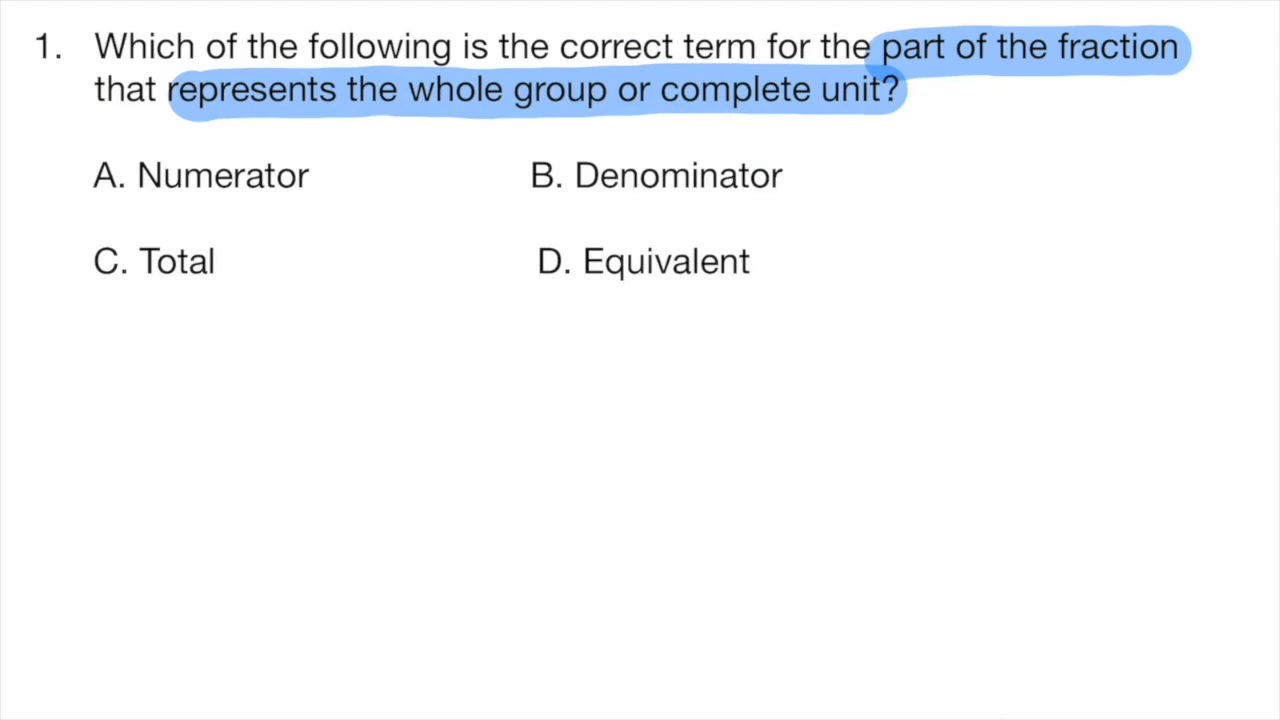 1. Which of the following is the correct term for the part of the fraction
that represents the whole group or complete unit?
A. Numerator B. Denominator
C. Total D. Equivalent